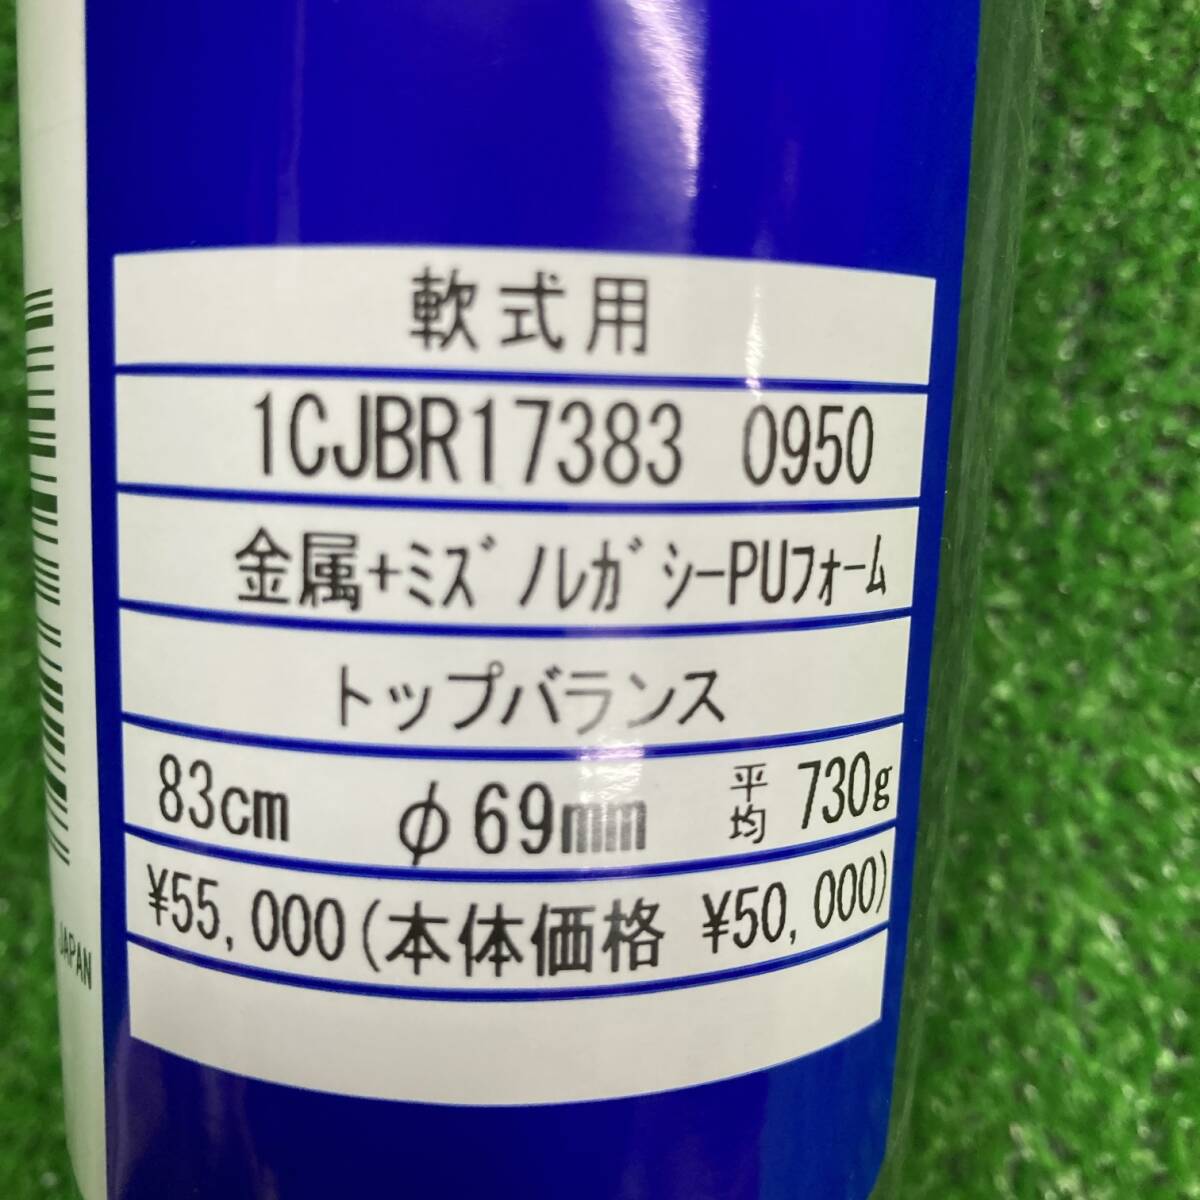 軟式用
1CJBR17383 0950
金属+ミズノレガシーPUフォーム
トップバランス
83cm φ69mm 平均 730g
¥55,000(本体価格 ¥50,000)
JAPAN